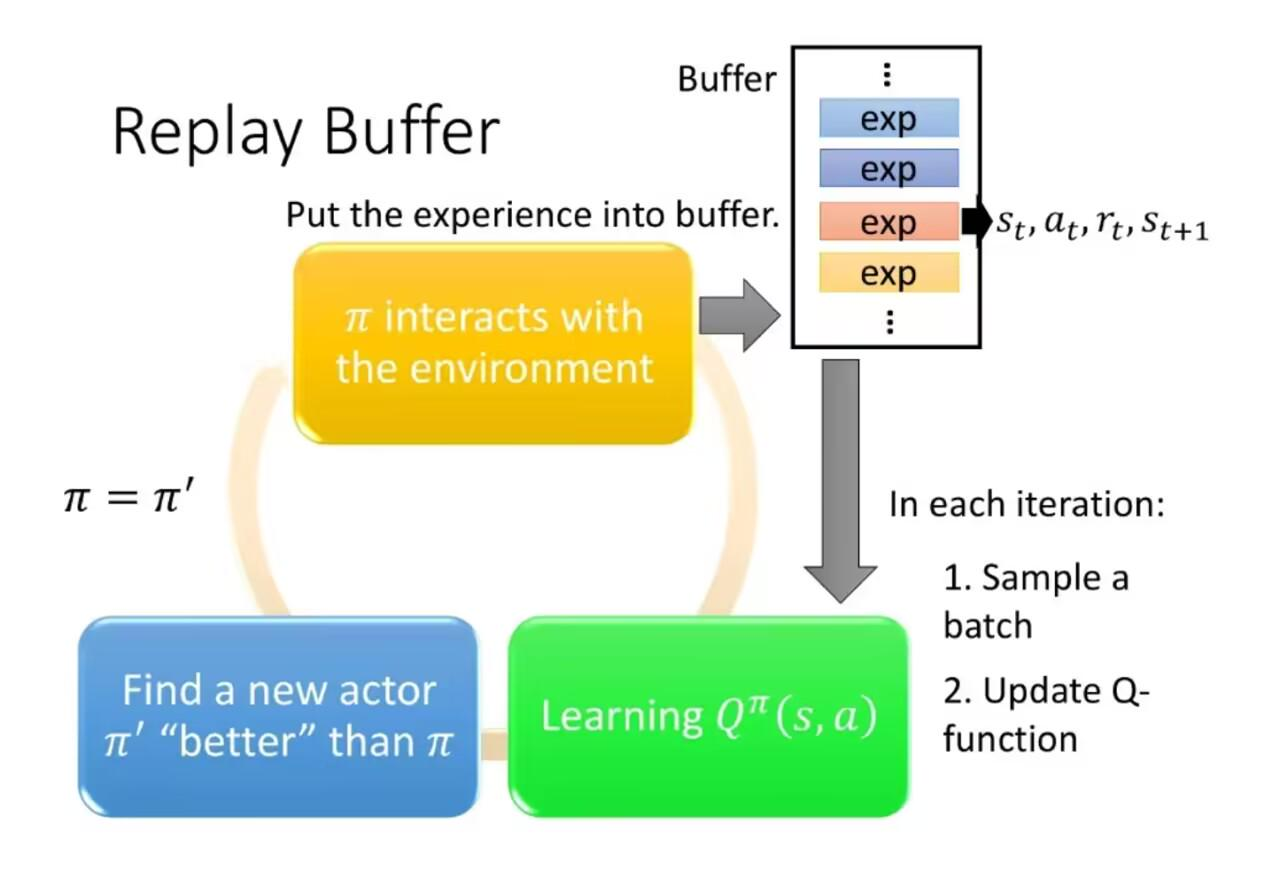 Replay Buffer
Buffer
⋮
exp
exp
exp
exp
⋮
s_t, a_t, r_t, s_{t+1}
Put the experience into buffer.
π interacts with
the environment
π = π′
In each iteration:
1. Sample a
batch
2. Update Q-
function
Find a new actor
π′ “better” than π
Learning Q^π(s, a)